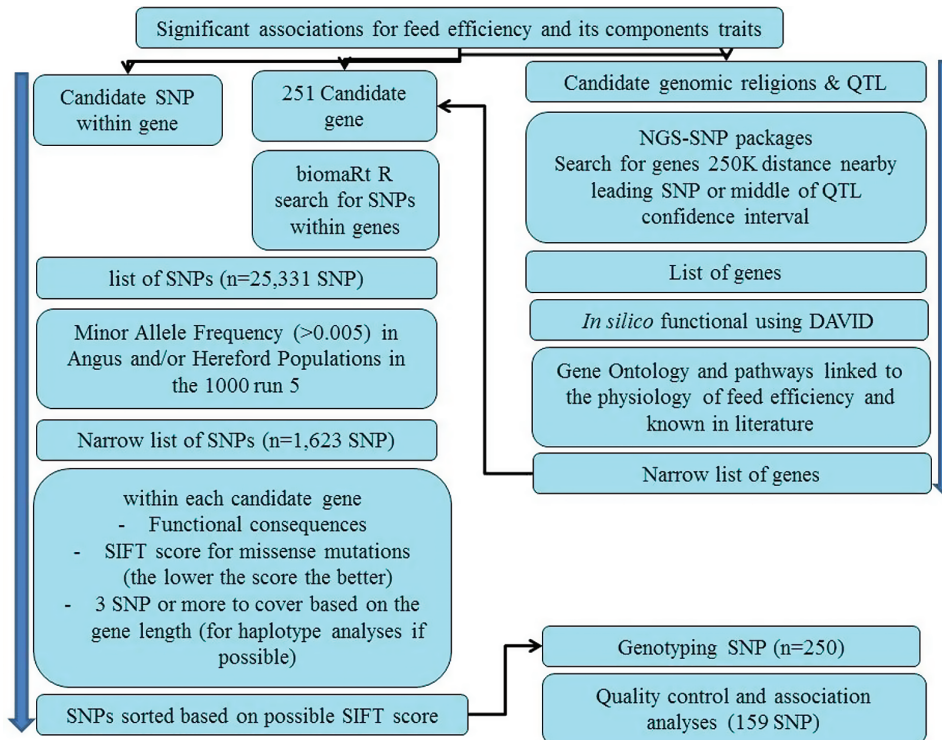 Significant associations for feed efficiency and its components traits
Candidate SNP
within gene
251 Candidate
gene
biomaRt R
search for SNPs
within genes
list of SNPs (n=25,331 SNP)
Minor Allele Frequency (>0.005) in
Angus and/or Hereford Populations in
the 1000 run 5
Narrow list of SNPs (n=1,623 SNP)
within each candidate gene
- Functional consequences
- SIFT score for missense mutations
(the lower the score the better)
- 3 SNP or more to cover based on the
gene length (for haplotype analyses if
possible)
SNPs sorted based on possible SIFT score
Candidate genomic religions & QTL
NGS-SNP packages
Search for genes 250K distance nearby
leading SNP or middle of QTL
confidence interval
List of genes
In silico functional using DAVID
Gene Ontology and pathways linked to
the physiology of feed efficiency and
known in literature
Narrow list of genes
Genotyping SNP (n=250)
Quality control and association
analyses (159 SNP)